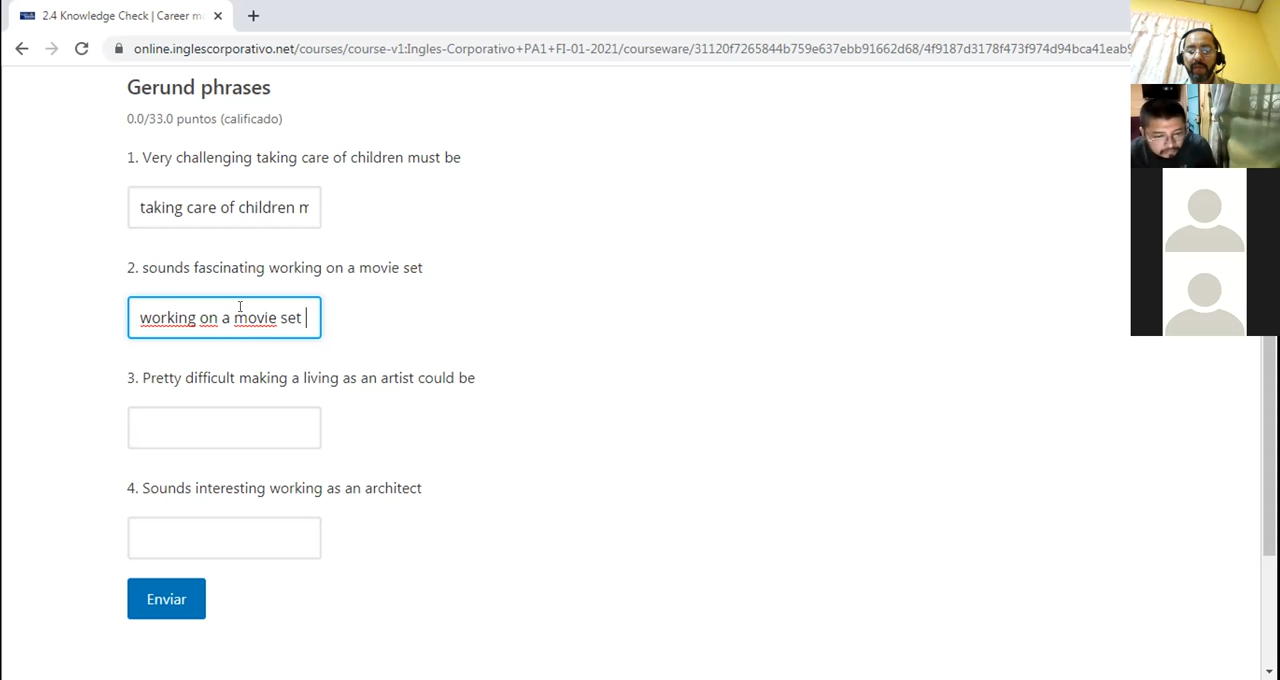 2.4 Knowledge Check | Career m
online.inglescorporativo.net/courses/course-v1:Ingles-Corporativo+PA1+FI-01-2021/courseware/31120f7265844b759e637ebb91662d68/4f9187d3178f473f974d94bca41eab9
Gerund phrases
0.0/33.0 puntos (calificado)
1. Very challenging taking care of children must be
taking care of children m
2. sounds fascinating working on a movie set
working on a movie set
3. Pretty difficult making a living as an artist could be
4. Sounds interesting working as an architect
Enviar